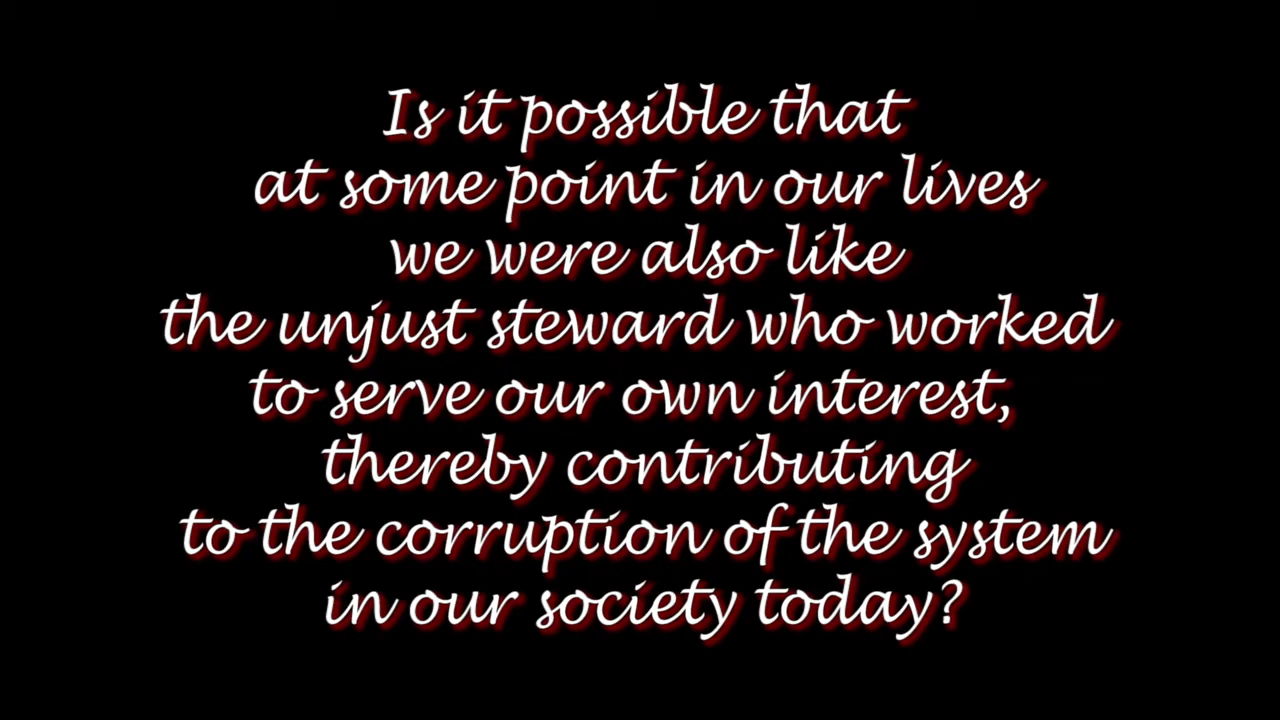 Is it possible that
at some point in our lives
we were also like
the unjust steward who worked
to serve our own interest,
thereby contributing
to the corruption of the system
in our society today?